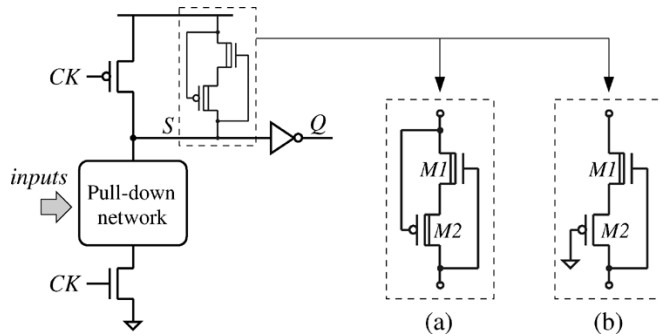 CK
S
Q
inputs
Pull-down
network
CK
M1
M2
(a)
M1
M2
(b)